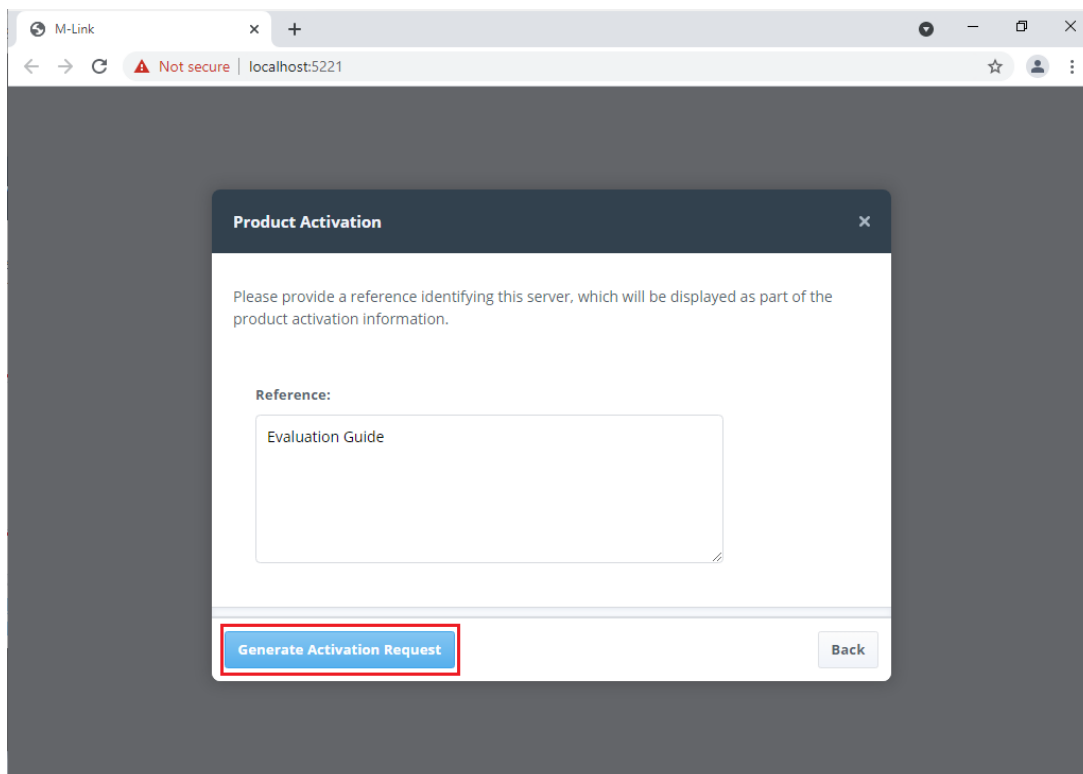 M-Link
Not secure | localhost:5221
Product Activation
Please provide a reference identifying this server, which will be displayed as part of the
product activation information.
Reference:
Evaluation Guide
Generate Activation Request
Back